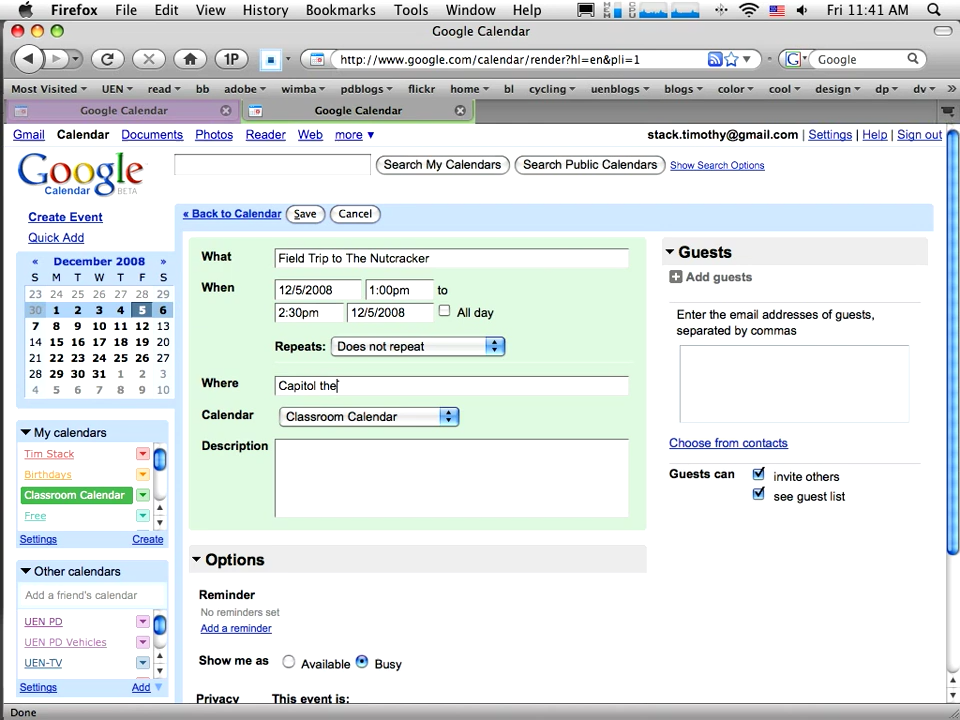 Firefox File Edit View History Bookmarks Tools Window Help Fri 11:41 AM
Google Calendar
1P http://www.google.com/calendar/render?hl=en&pli=1 Google
Most Visited UEN read bb adobe wimba pdblogs flickr home bl cycling uenblogs blogs color cool design dp dv »
Google Calendar Google Calendar
Gmail Calendar Documents Photos Reader Web more ▼ stack.timothy@gmail.com | Settings | Help | Sign out
Google Calendar BETA
Search My Calendars Search Public Calendars Show Search Options
Create Event
Quick Add
« Back to Calendar Save Cancel
« December 2008 »
S M T W T F S
23 24 25 26 27 28 29
30 1 2 3 4 5 6
7 8 9 10 11 12 13
14 15 16 17 18 19 20
21 22 23 24 25 26 27
28 29 30 31 1 2 3
4 5 6 7 8 9 10
My calendars
Tim Stack
Birthdays
Classroom Calendar
Free
Settings Create
Other calendars
Add a friend's calendar
UEN PD
UEN PD Vehicles
UEN-TV
Settings Add
What Field Trip to The Nutcracker
When 12/5/2008 1:00pm to
2:30pm 12/5/2008 All day
Repeats: Does not repeat
Where Capitol the
Calendar Classroom Calendar
Description
Options
Reminder
No reminders set
Add a reminder
Show me as Available Busy
Privacy This event is:
Guests
Add guests
Enter the email addresses of guests,
separated by commas
Choose from contacts
Guests can invite others
see guest list
Done